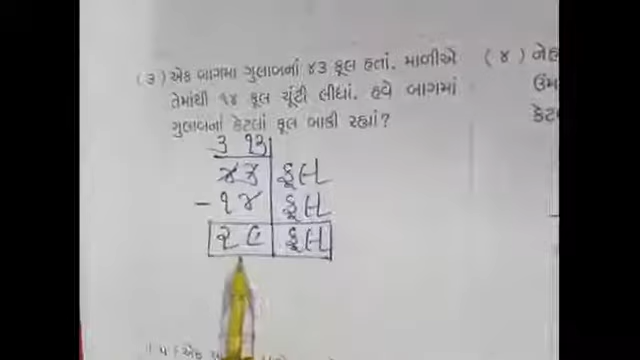 (૩) એક બાગમા ગુલાબનાં ૪૩ ફૂલ હતાં. માળીએ
તેમાંથી ૧૪ ફૂલ ચૂંટી લીધાં. હવે બાગમાં
ગુલાબનાં કેટલાં ફૂલ બાકી રહ્યાં?
૩ ૧૩
૪૩ ફૂલ
- ૧૪ ફૂલ
૨૯ ફૂલ
(૪)